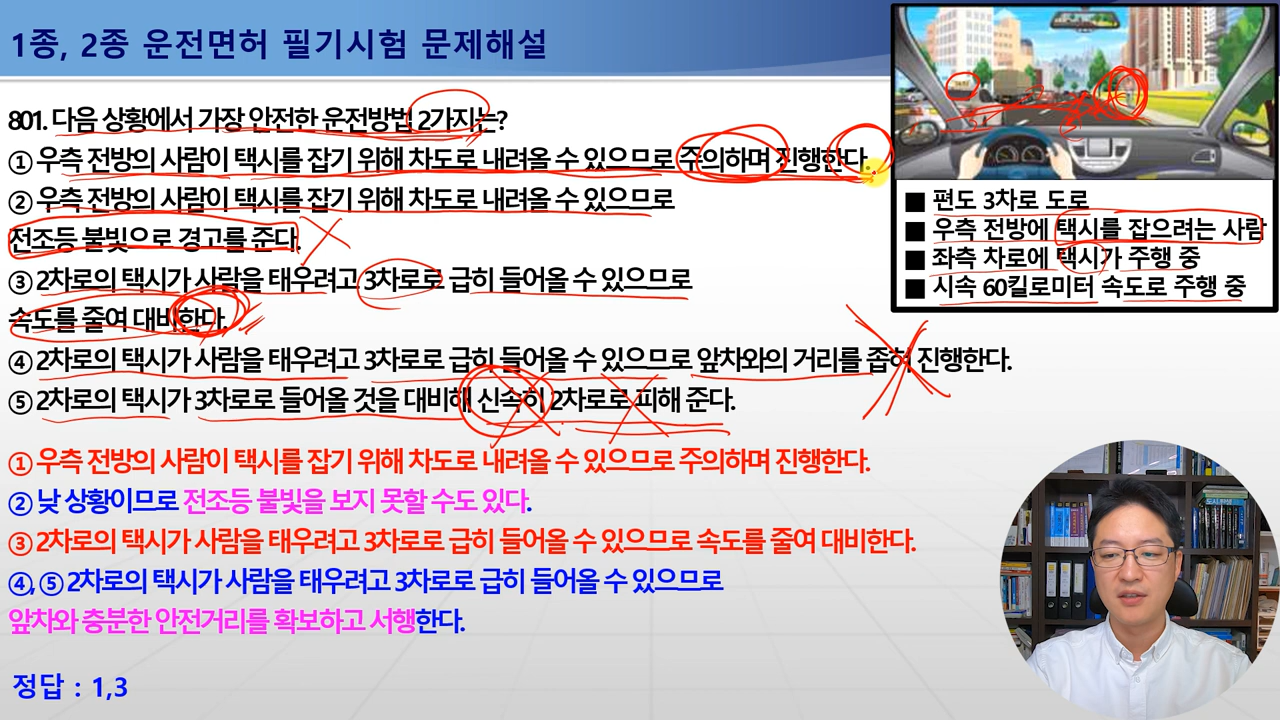 1종, 2종 운전면허 필기시험 문제해설
801. 다음 상황에서 가장 안전한 운전방법 2가지는?
① 우측 전방의 사람이 택시를 잡기 위해 차도로 내려올 수 있으므로 주의하며 진행한다.
② 우측 전방의 사람이 택시를 잡기 위해 차도로 내려올 수 있으므로
전조등 불빛으로 경고를 준다.
③ 2차로의 택시가 사람을 태우려고 3차로로 급히 들어올 수 있으므로
속도를 줄여 대비한다.
④ 2차로의 택시가 사람을 태우려고 3차로로 급히 들어올 수 있으므로 앞차와의 거리를 좁혀 진행한다.
⑤ 2차로의 택시가 3차로로 들어올 것을 대비해 신속히 2차로로 피해 준다.
■ 편도 3차로 도로
■ 우측 전방에 택시를 잡으려는 사람
■ 좌측 차로에 택시가 주행 중
■ 시속 60킬로미터 속도로 주행 중
① 우측 전방의 사람이 택시를 잡기 위해 차도로 내려올 수 있으므로 주의하며 진행한다.
② 낮 상황이므로 전조등 불빛을 보지 못할 수도 있다.
③ 2차로의 택시가 사람을 태우려고 3차로로 급히 들어올 수 있으므로 속도를 줄여 대비한다.
④, ⑤ 2차로의 택시가 사람을 태우려고 3차로로 급히 들어올 수 있으므로
앞차와 충분한 안전거리를 확보하고 서행한다.
정답 : 1,3